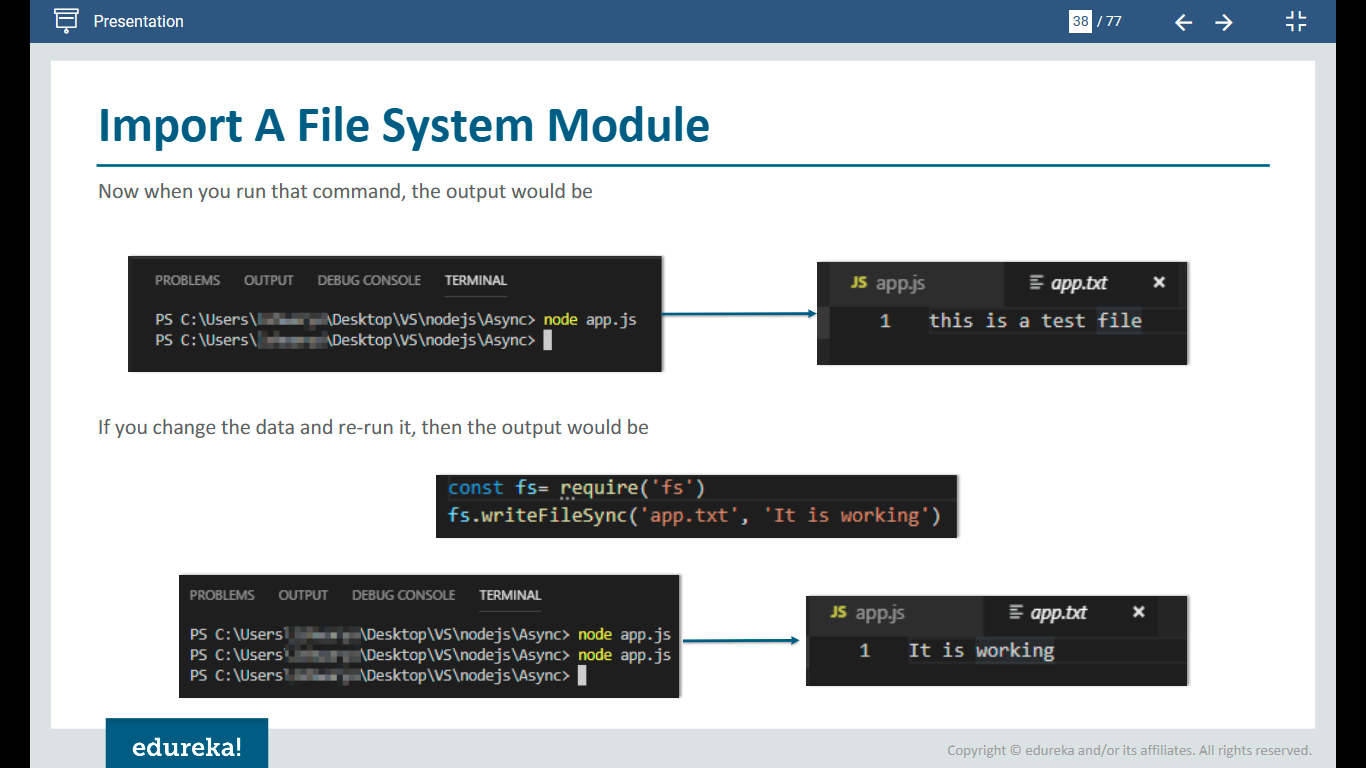 Presentation
38 / 77
Import A File System Module
Now when you run that command, the output would be
PROBLEMS OUTPUT DEBUG CONSOLE TERMINAL
PS C:\Users\ \Desktop\VS\nodejs\Async> node app.js
PS C:\Users\ \Desktop\VS\nodejs\Async>
JS app.js app.txt
1 this is a test file
If you change the data and re-run it, then the output would be
const fs= require('fs')
fs.writeFileSync('app.txt', 'It is working')
PROBLEMS OUTPUT DEBUG CONSOLE TERMINAL
PS C:\Users\ \Desktop\VS\nodejs\Async> node app.js
PS C:\Users\ \Desktop\VS\nodejs\Async> node app.js
PS C:\Users\ \Desktop\VS\nodejs\Async>
JS app.js app.txt
1 It is working
edureka!
Copyright © edureka and/or its affiliates. All rights reserved.